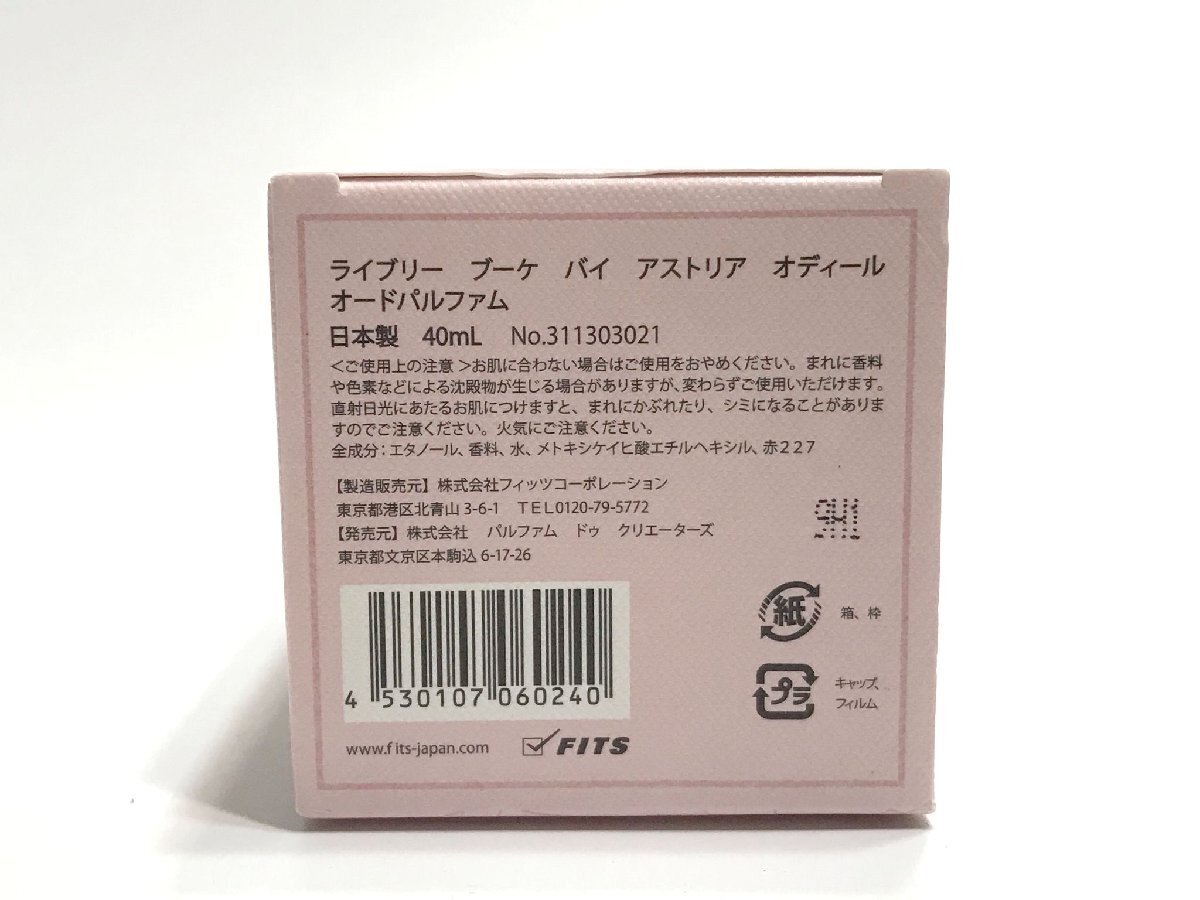 ライブリー　ブーケ　バイ　アストリア　オディール
オードパルファム
日本製　40mL　No.311303021
＜ご使用上の注意＞お肌に合わない場合はご使用をおやめください。まれに香料
や色素などによる沈殿物が生じる場合がありますが、変わらずご使用いただけます。
直射日光にあたるお肌につけますと、まれにかぶれたり、シミになることがありま
すのでご注意ください。火気にご注意ください。
全成分：エタノール、香料、水、メトキシケイヒ酸エチルヘキシル、赤２２７
【製造販売元】株式会社フィッツコーポレーション
東京都港区北青山 3-6-1　ＴＥＬ0120-79-5772
【発売元】株式会社　パルファム　ドゥ　クリエーターズ
東京都文京区本駒込 6-17-26
9H1
紙 箱、枠
プラ キャップ、
フィルム
4 530107 060240
www.fits-japan.com FITS